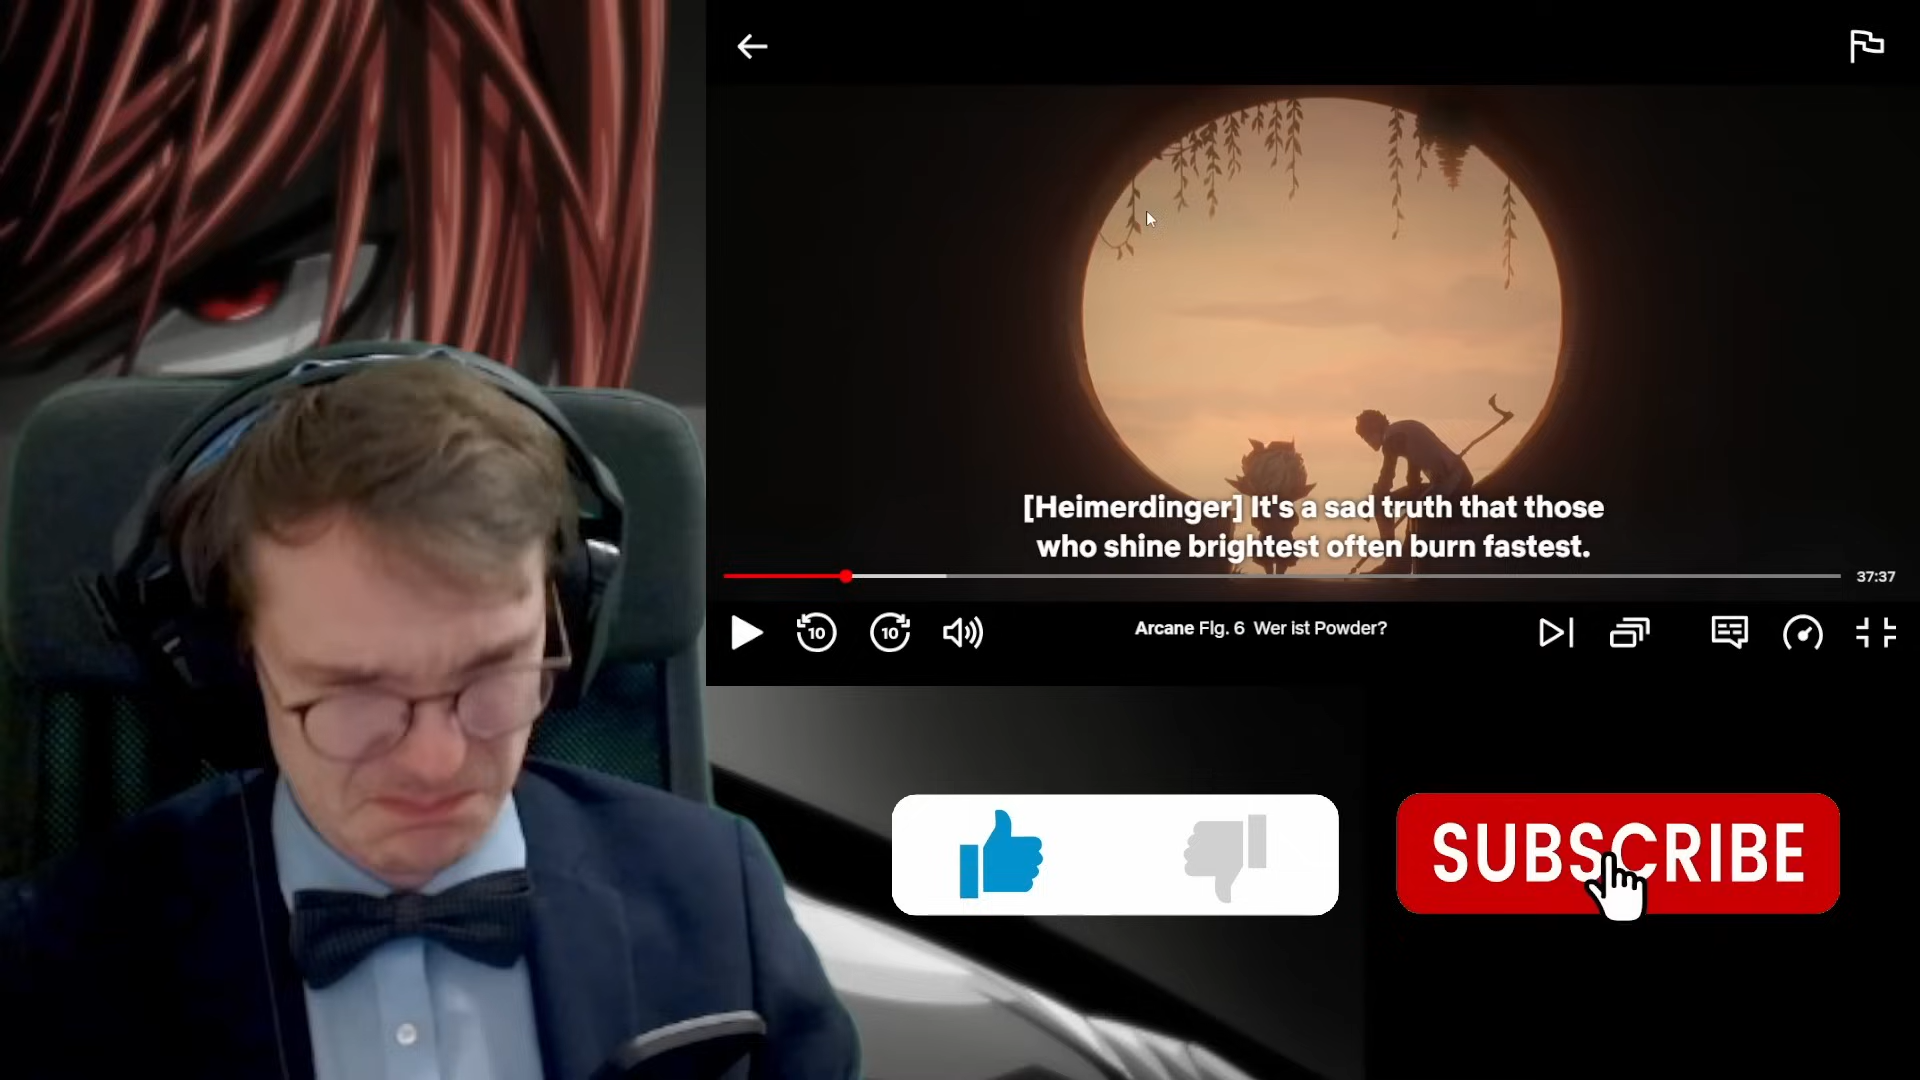 [Heimerdinger] It's a sad truth that those
who shine brightest often burn fastest.
37:37
10
10
Arcane Flg. 6 Wer ist Powder?
SUBSCRIBE